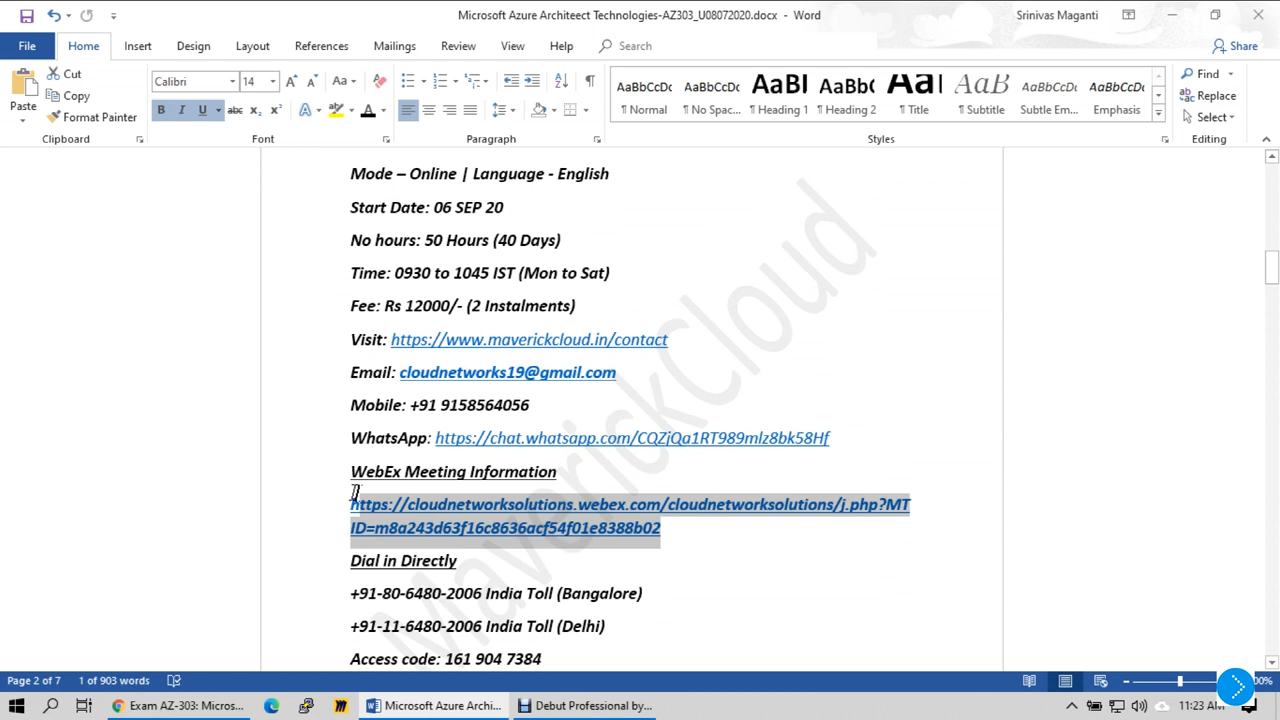 Microsoft Azure Architeect Technologies-AZ303_U08072020.docx - Word
Srinivas Maganti
File Home Insert Design Layout References Mailings Review View Help Search Share
Cut
Copy
Format Painter
Paste
Calibri 14
Find
Replace
Select
AaBbCcDc AaBbCcDc AaBl AaBbCc AaB AaB AaBbCcDc AaBbCcDc
¶ Normal ¶ No Spac... Heading 1 ¶ Heading 2 ¶ Title ¶ Subtitle Subtle Em... Emphasis
Clipboard Font Paragraph Styles Editing
Mode – Online | Language - English
Start Date: 06 SEP 20
No hours: 50 Hours (40 Days)
Time: 0930 to 1045 IST (Mon to Sat)
Fee: Rs 12000/- (2 Instalments)
Visit: https://www.maverickcloud.in/contact
Email: cloudnetworks19@gmail.com
Mobile: +91 9158564056
WhatsApp: https://chat.whatsapp.com/CQZjQa1RT989mlz8bk58Hf
WebEx Meeting Information
https://cloudnetworksolutions.webex.com/cloudnetworksolutions/j.php?MT
ID=m8a243d63f16c8636acf54f01e8388b02
Dial in Directly
+91-80-6480-2006 India Toll (Bangalore)
+91-11-6480-2006 India Toll (Delhi)
Access code: 161 904 7384
MaverickCloud
Page 2 of 7 1 of 903 words
Exam AZ-303: Micros... Microsoft Azure Archi... Debut Professional by... 11:23 AM